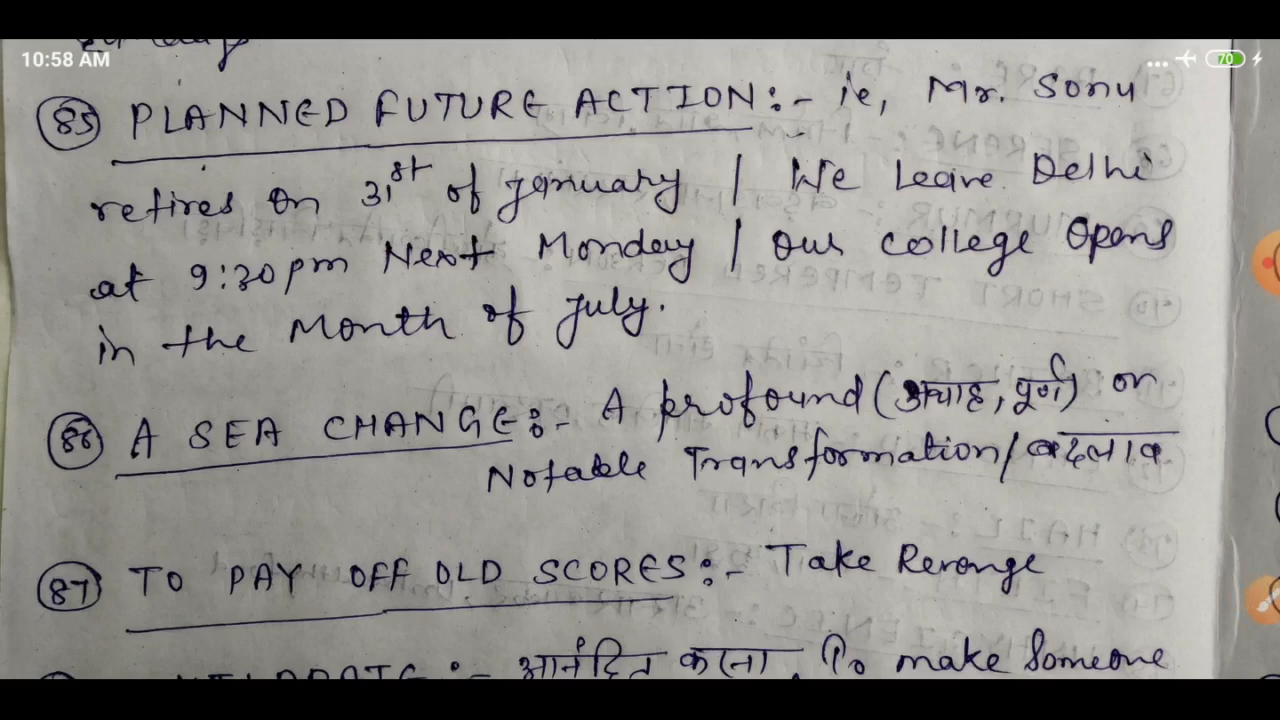 10:58 AM
70
85 PLANNED FUTURE ACTION:- ie, Mr. Sonu
retires on 31st of january / We Leave Delhi
at 9:30pm Next Monday / Our college Opens
in the Month of July.
86 A SEA CHANGE:- A profound (अथाह, पूर्ण) or
Notable Transformation/बदलाव
87 TO PAY OFF OLD SCORES:- Take Revenge
:- आनंदित करना, To make Someone